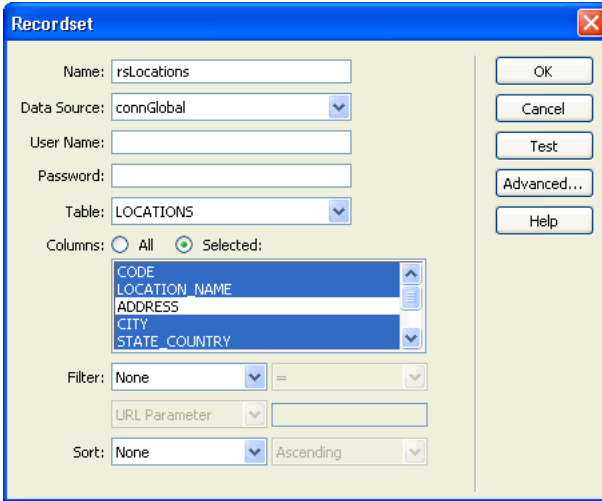 Recordset
Name: rsLocations
OK
Data Source: connGlobal
Cancel
User Name:
Test
Password:
Advanced...
Table: LOCATIONS
Help
Columns: All Selected:
CODE
LOCATION_NAME
ADDRESS
CITY
STATE_COUNTRY
Filter: None =
URL Parameter
Sort: None Ascending